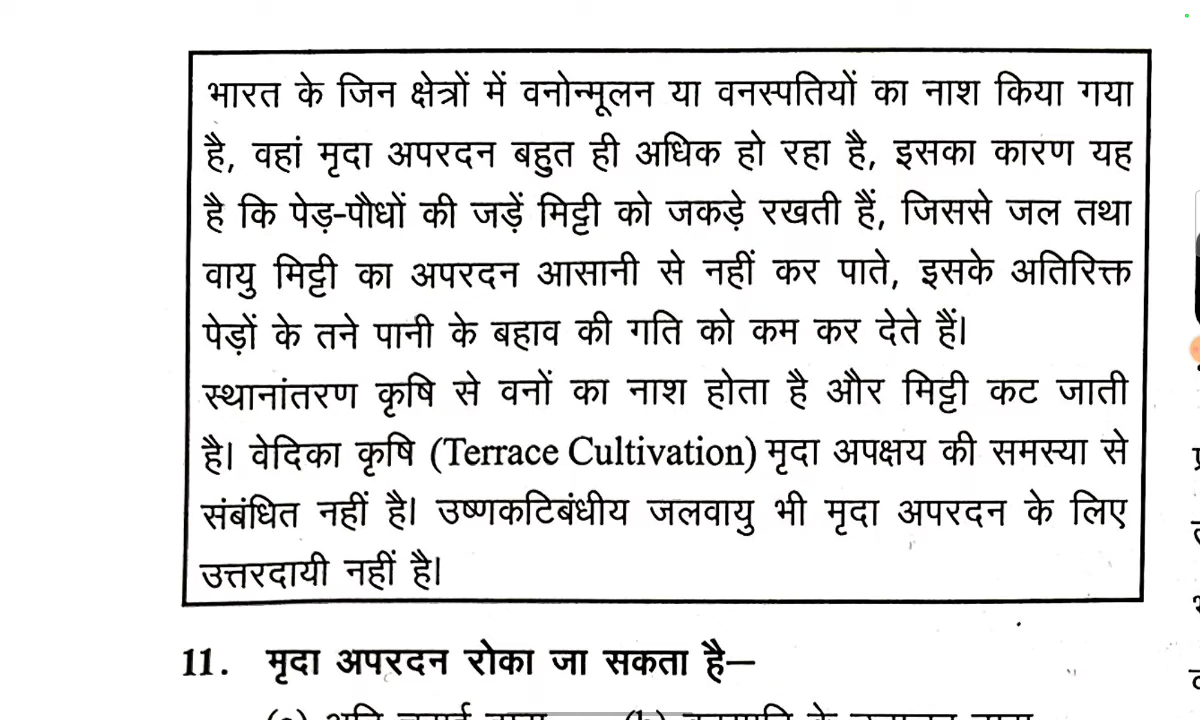 भारत के जिन क्षेत्रों में वनोन्मूलन या वनस्पतियों का नाश किया गया
है, वहां मृदा अपरदन बहुत ही अधिक हो रहा है, इसका कारण यह
है कि पेड़-पौधों की जड़ें मिट्टी को जकड़े रखती हैं, जिससे जल तथा
वायु मिट्टी का अपरदन आसानी से नहीं कर पाते, इसके अतिरिक्त
पेड़ों के तने पानी के बहाव की गति को कम कर देते हैं।
स्थानांतरण कृषि से वनों का नाश होता है और मिट्टी कट जाती
है। वेदिका कृषि (Terrace Cultivation) मृदा अपक्षय की समस्या से
संबंधित नहीं है। उष्णकटिबंधीय जलवायु भी मृदा अपरदन के लिए
उत्तरदायी नहीं है।
11. मृदा अपरदन रोका जा सकता है–